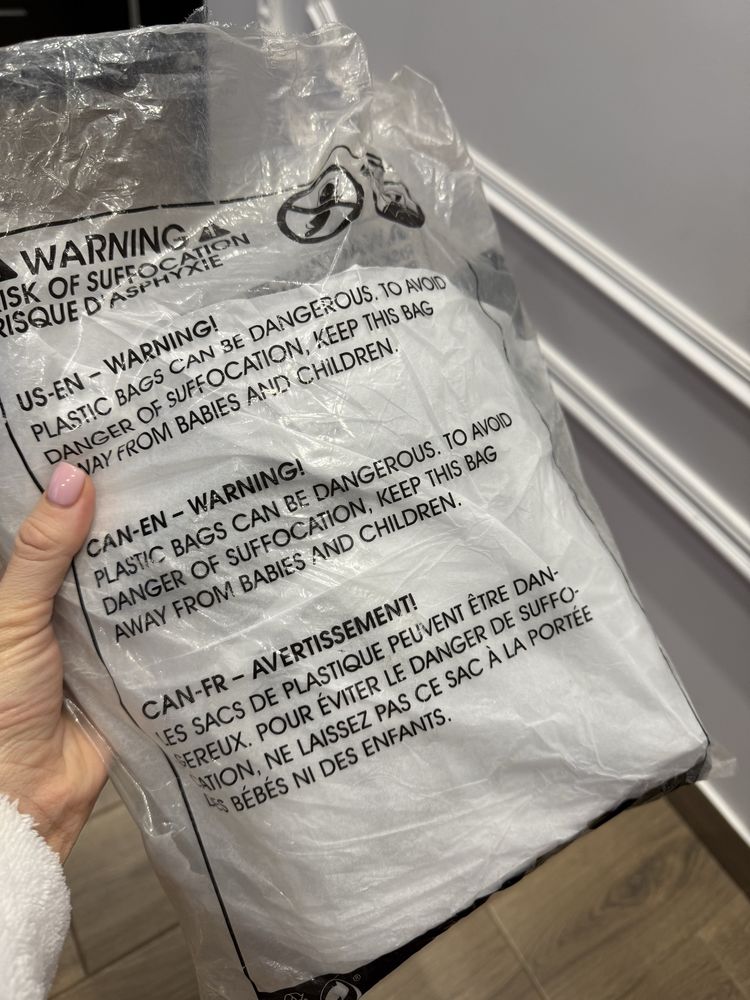 WARNING
RISK OF SUFFOCATION
RISQUE D'ASPHYXIE
US-EN – WARNING!
PLASTIC BAGS CAN BE DANGEROUS. TO AVOID
DANGER OF SUFFOCATION, KEEP THIS BAG
AWAY FROM BABIES AND CHILDREN.
CAN-EN – WARNING!
PLASTIC BAGS CAN BE DANGEROUS. TO AVOID
DANGER OF SUFFOCATION, KEEP THIS BAG
AWAY FROM BABIES AND CHILDREN.
CAN-FR – AVERTISSEMENT!
LES SACS DE PLASTIQUE PEUVENT ÊTRE DAN-
GEREUX. POUR ÉVITER LE DANGER DE SUFFO-
CATION, NE LAISSEZ PAS CE SAC À LA PORTÉE
DES BÉBÉS NI DES ENFANTS.